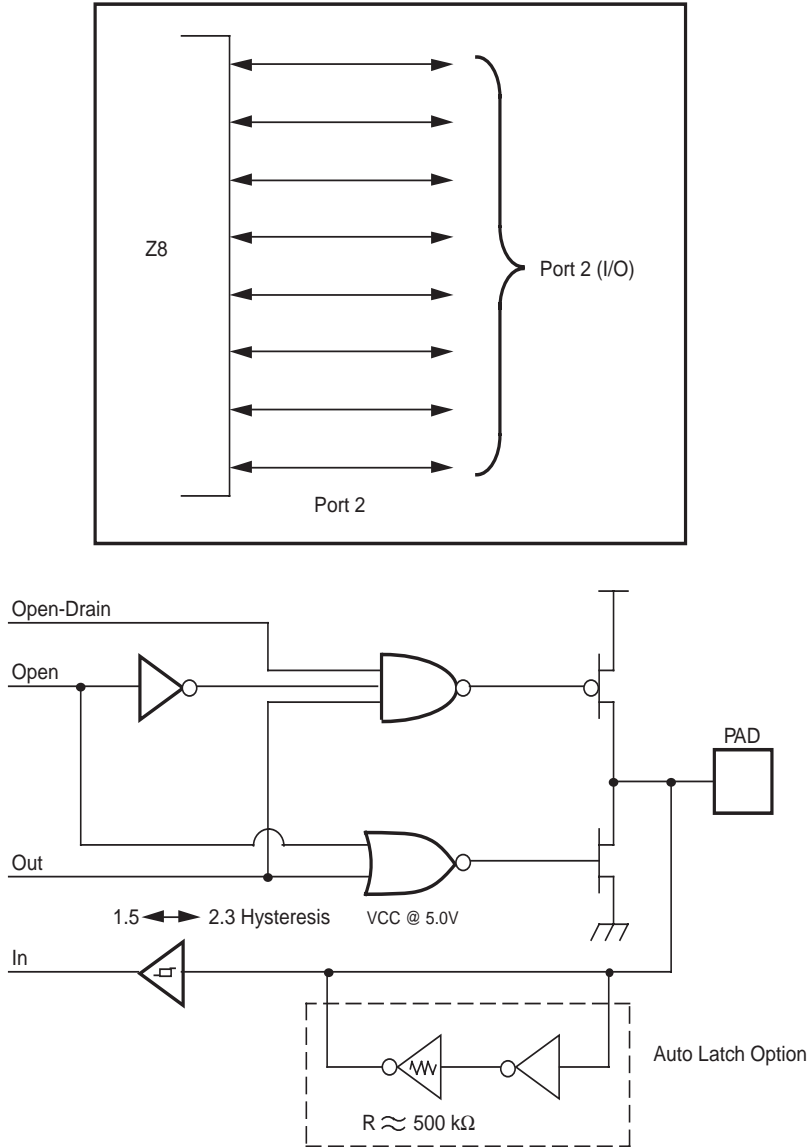 Z8
Port 2 (I/O)
Port 2
Open-Drain
Open
PAD
Out
1.5 2.3 Hysteresis
VCC @ 5.0V
In
Auto Latch Option
R ≈ 500 kΩ